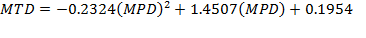 MTD = −0.2324(MPD)² + 1.4507(MPD) + 0.1954